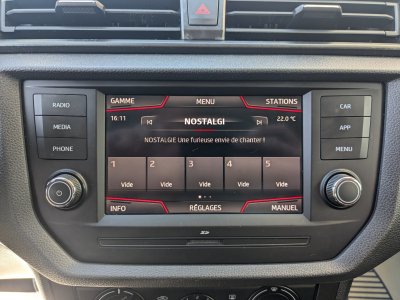 GAMME MENU STATIONS
16:11 NOSTALGI 22.0 °C
NOSTALGIE Une furieuse envie de chanter !
1 2 3 4 5
Vide Vide Vide Vide Vide
INFO RÉGLAGES MANUEL
RADIO
MEDIA
PHONE
CAR
APP
MENU
SD